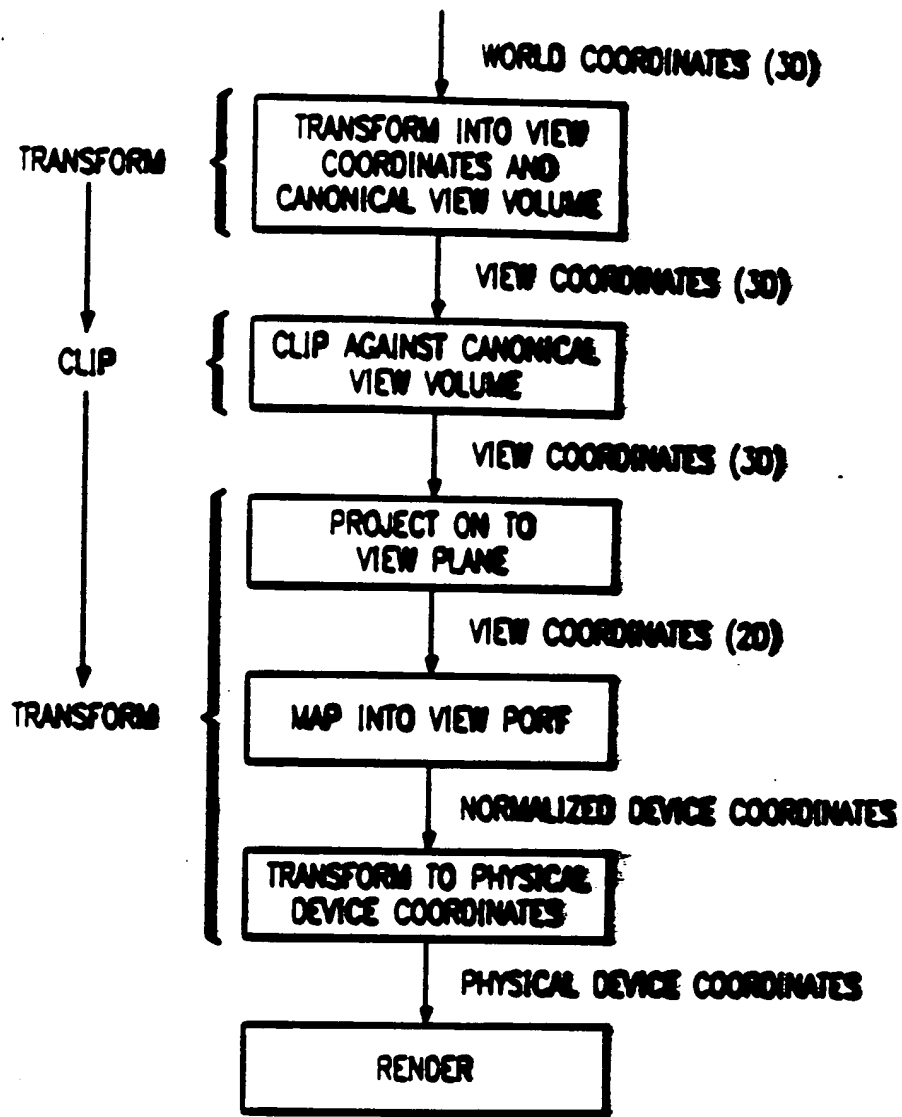 WORLD COORDINATES (3D)
TRANSFORM
TRANSFORM INTO VIEW
COORDINATES AND
CANONICAL VIEW VOLUME
VIEW COORDINATES (3D)
CLIP
CLIP AGAINST CANONICAL
VIEW VOLUME
VIEW COORDINATES (3D)
PROJECT ON TO
VIEW PLANE
VIEW COORDINATES (2D)
TRANSFORM
MAP INTO VIEW PORT
NORMALIZED DEVICE COORDINATES
TRANSFORM TO PHYSICAL
DEVICE COORDINATES
PHYSICAL DEVICE COORDINATES
RENDER